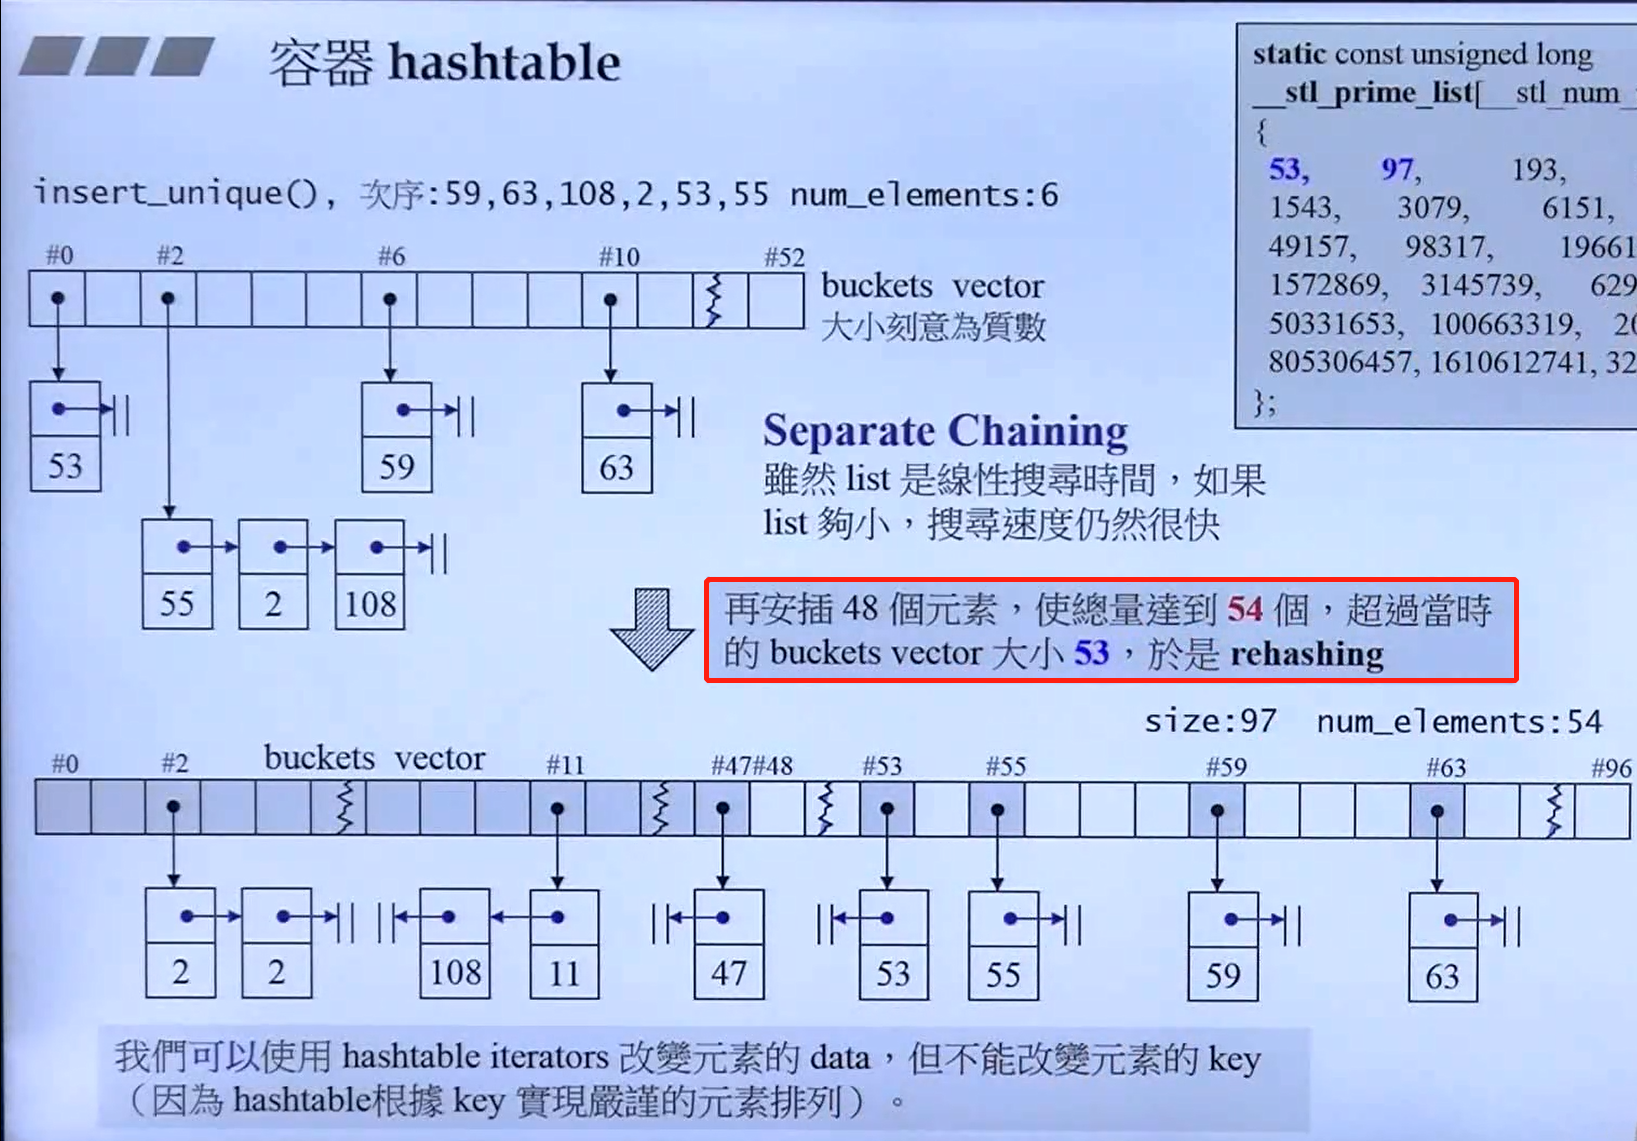 容器 hashtable
static const unsigned long
__stl_prime_list[__stl_num_
{
53, 97, 193,
1543, 3079, 6151,
49157, 98317, 19661
1572869, 3145739, 629
50331653, 100663319, 20
805306457, 1610612741, 32
};
insert_unique(), 次序:59,63,108,2,53,55 num_elements:6
#0 #2 #6 #10 #52
buckets vector
大小刻意為質數
53 59 63
55 2 108
Separate Chaining
雖然 list 是線性搜尋時間，如果
list 夠小，搜尋速度仍然很快
再安插 48 個元素，使總量達到 54 個，超過當時
的 buckets vector 大小 53，於是 rehashing
size:97 num_elements:54
buckets vector
#0 #2 #11 #47 #48 #53 #55 #59 #63 #96
2 2 108 11 47 53 55 59 63
我們可以使用 hashtable iterators 改變元素的 data，但不能改變元素的 key
（因為 hashtable根據 key 實現嚴謹的元素排列）。